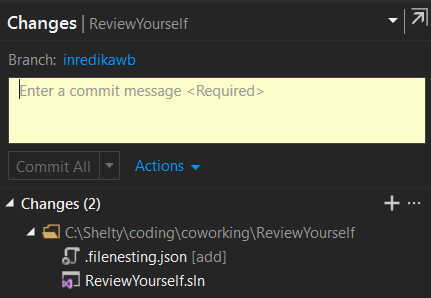 Changes | ReviewYourself
Branch: inredikawb
Enter a commit message <Required>
Commit All
Actions
Changes (2)
C:\Shelty\coding\coworking\ReviewYourself
.filenesting.json [add]
ReviewYourself.sln